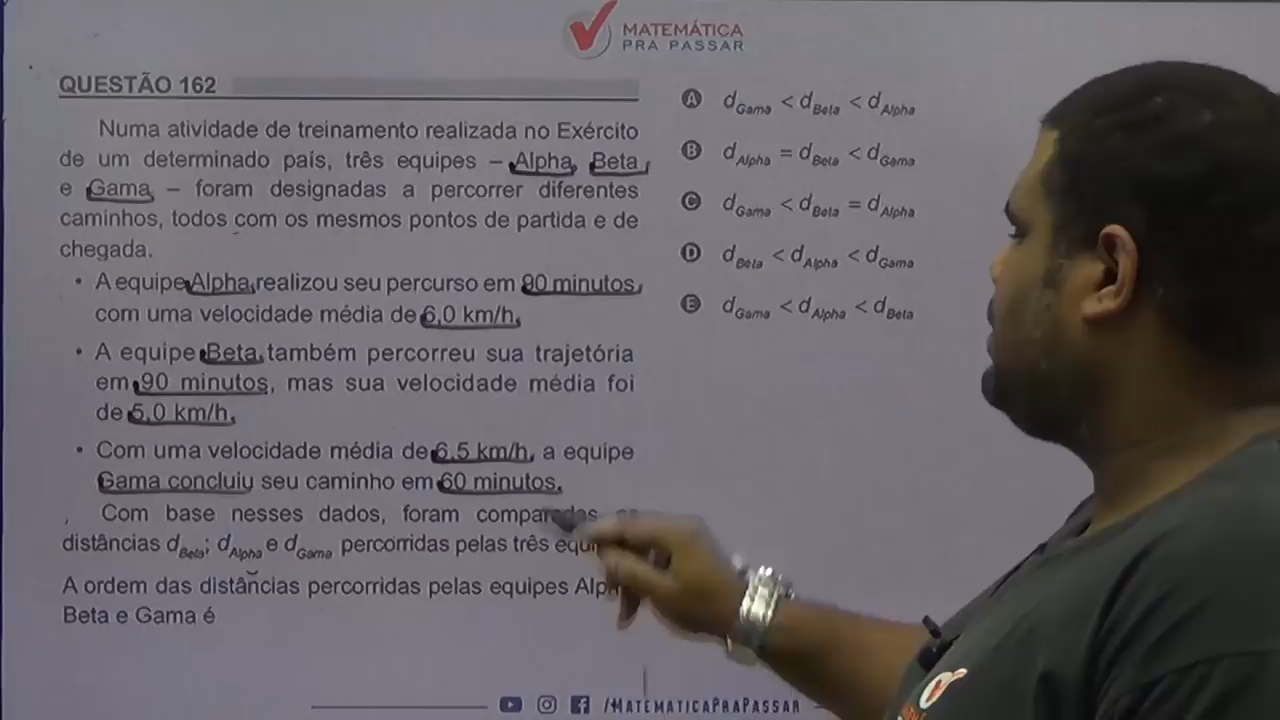 MATEMÁTICA
PRA PASSAR
QUESTÃO 162
Numa atividade de treinamento realizada no Exército
de um determinado país, três equipes – Alpha, Beta
e Gama – foram designadas a percorrer diferentes
caminhos, todos com os mesmos pontos de partida e de
chegada.
• A equipe Alpha realizou seu percurso em 90 minutos
com uma velocidade média de 6,0 km/h.
• A equipe Beta também percorreu sua trajetória
em 90 minutos, mas sua velocidade média foi
de 5,0 km/h.
• Com uma velocidade média de 6,5 km/h, a equipe
Gama concluiu seu caminho em 60 minutos.
Com base nesses dados, foram comparadas
distâncias dBeta; dAlpha e dGama percorridas pelas três
A ordem das distâncias percorridas pelas equipes
Beta e Gama é
A dGama < dBeta < dAlpha
B dAlpha = dBeta < dGama
C dGama < dBeta = dAlpha
D dBeta < dAlpha < dGama
E dGama < dAlpha < dBeta
/MATEMATICAPRAPASSAR